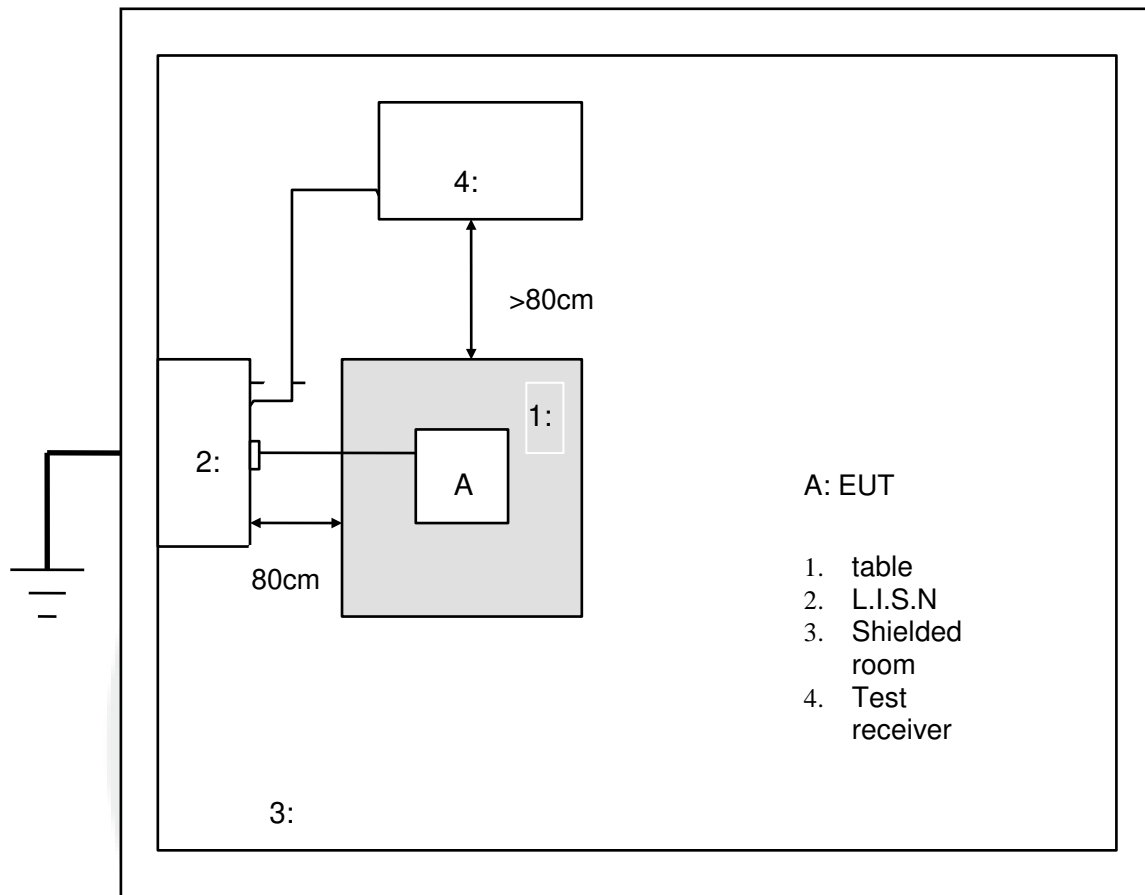 4:
>80cm
1:
2:
A
80cm
3:
A: EUT
1. table
2. L.I.S.N
3. Shielded
room
4. Test
receiver